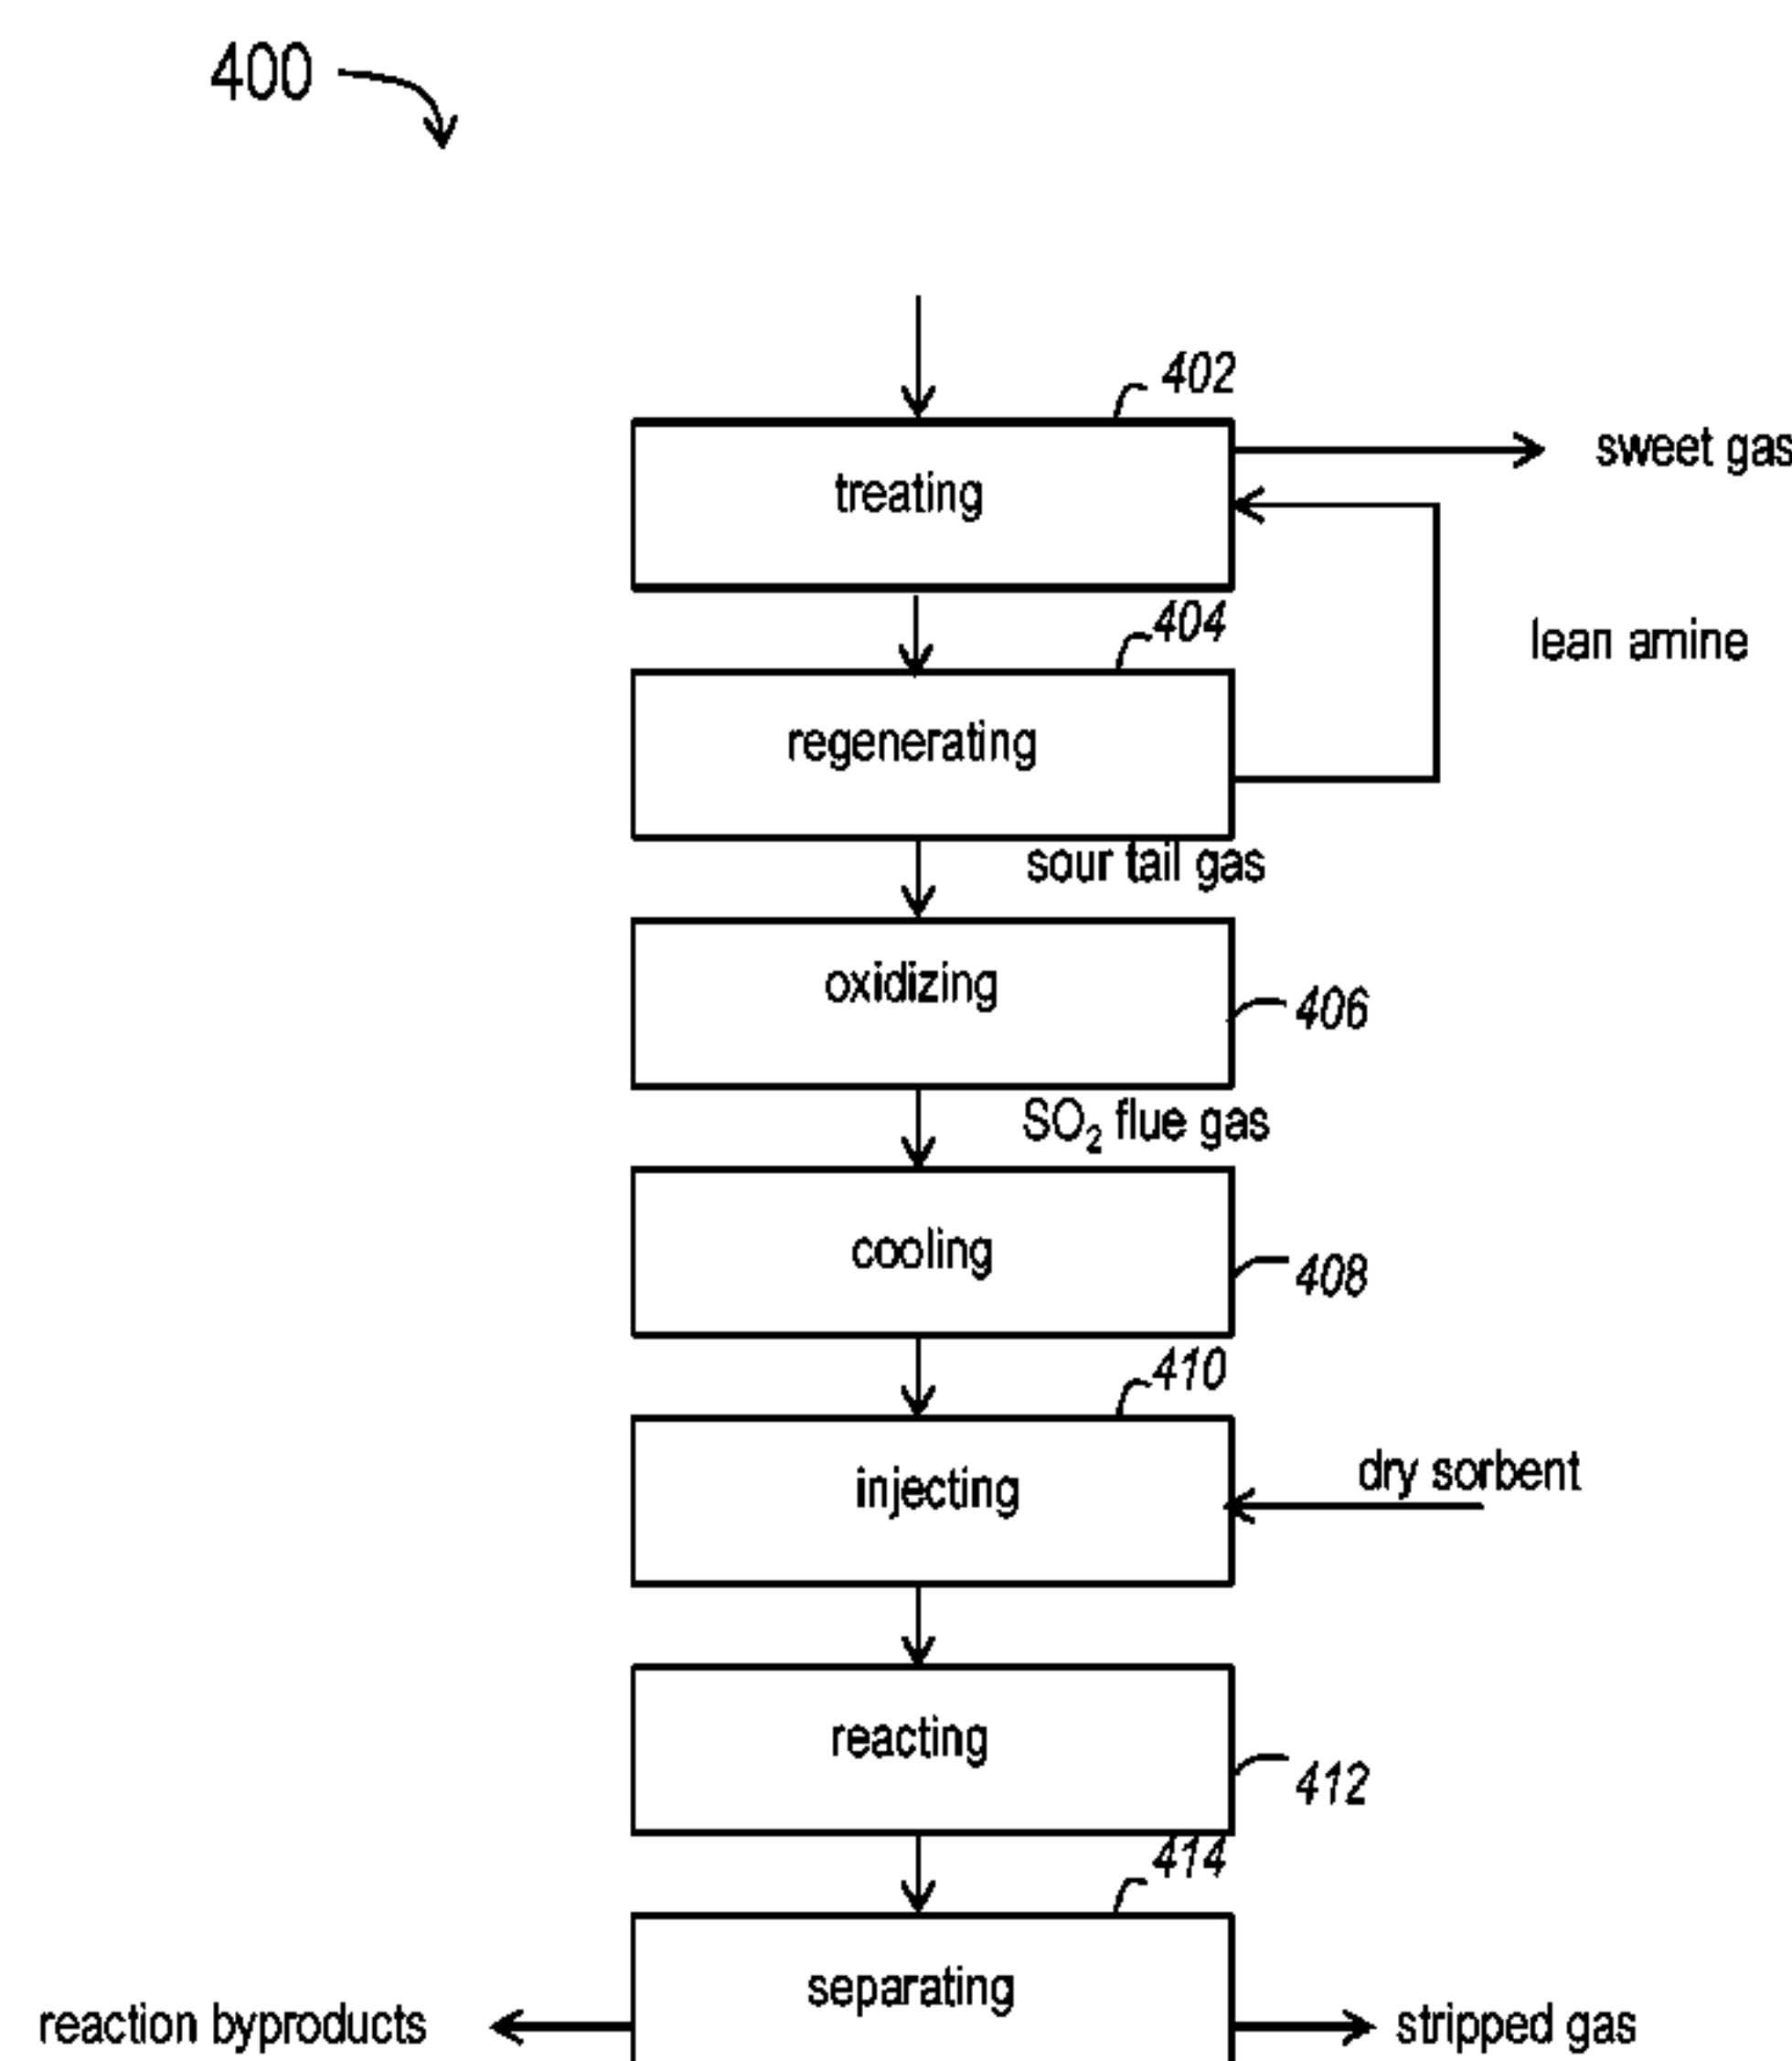 400
402
sweet gas
treating
404
lean amine
regenerating
sour tail gas
oxidizing
406
SO₂ flue gas
cooling
408
410
dry sorbent
injecting
reacting
412
414
separating
reaction byproducts
stripped gas